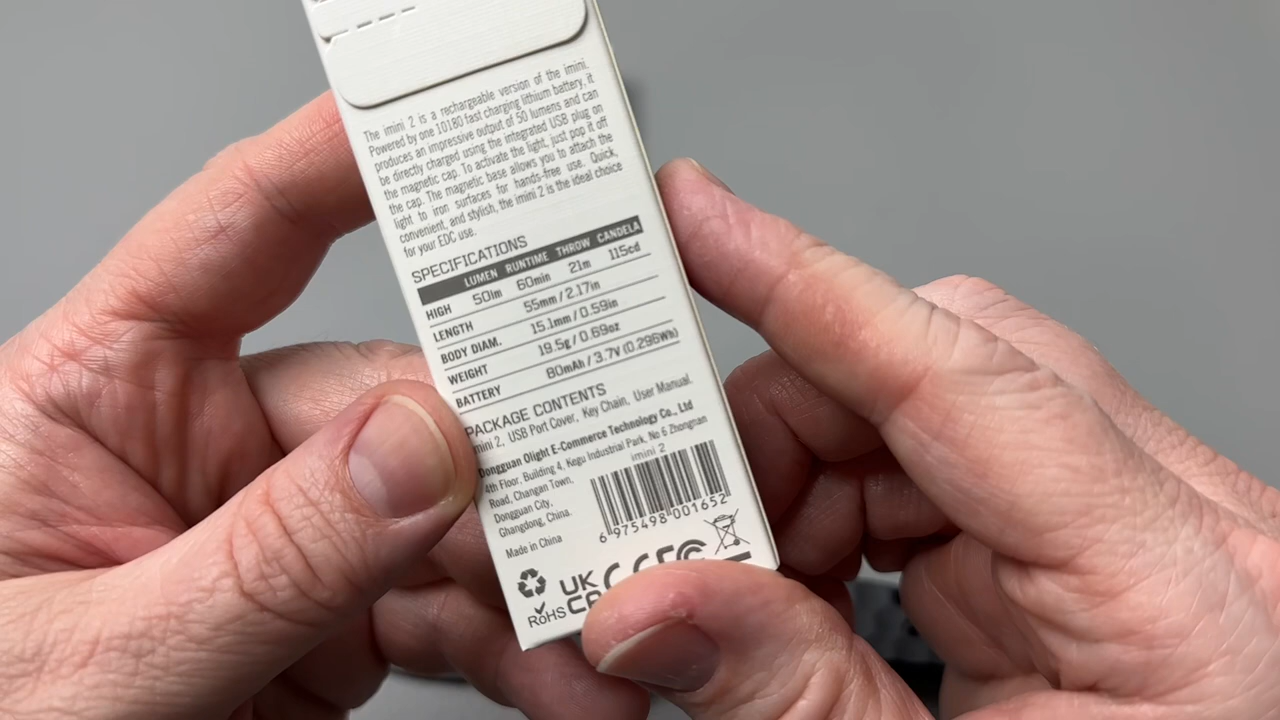 The imini 2 is a rechargeable version of the imini.
Powered by one 10180 fast charging lithium battery, it
produces an impressive output of 50 lumens and can
be directly charged using the integrated USB plug on
the magnetic cap. To activate the light, just pop it off
the cap. The magnetic base allows you to attach the
light to iron surfaces for hands-free use. Quick,
convenient, and stylish, the imini 2 is the ideal choice
for your EDC use.
SPECIFICATIONS
LUMEN RUNTIME THROW CANDELA
HIGH 50lm 60min 21m 115cd
LENGTH 55mm / 2.17in
BODY DIAM. 15.1mm / 0.59in
WEIGHT 19.5g / 0.69oz
BATTERY 80mAh / 3.7V (0.296Wh)
PACKAGE CONTENTS
imini 2, USB Port Cover, Key Chain, User Manual.
Dongguan Olight E-Commerce Technology Co., Ltd
4th Floor, Building 4, Kegu Industrial Park, No 6 Zhongnan
Road, Changan Town,
Dongguan City,
Ghangdong, China.
Made in China
imini 2
6 975498 001652
RoHS
UK
CA